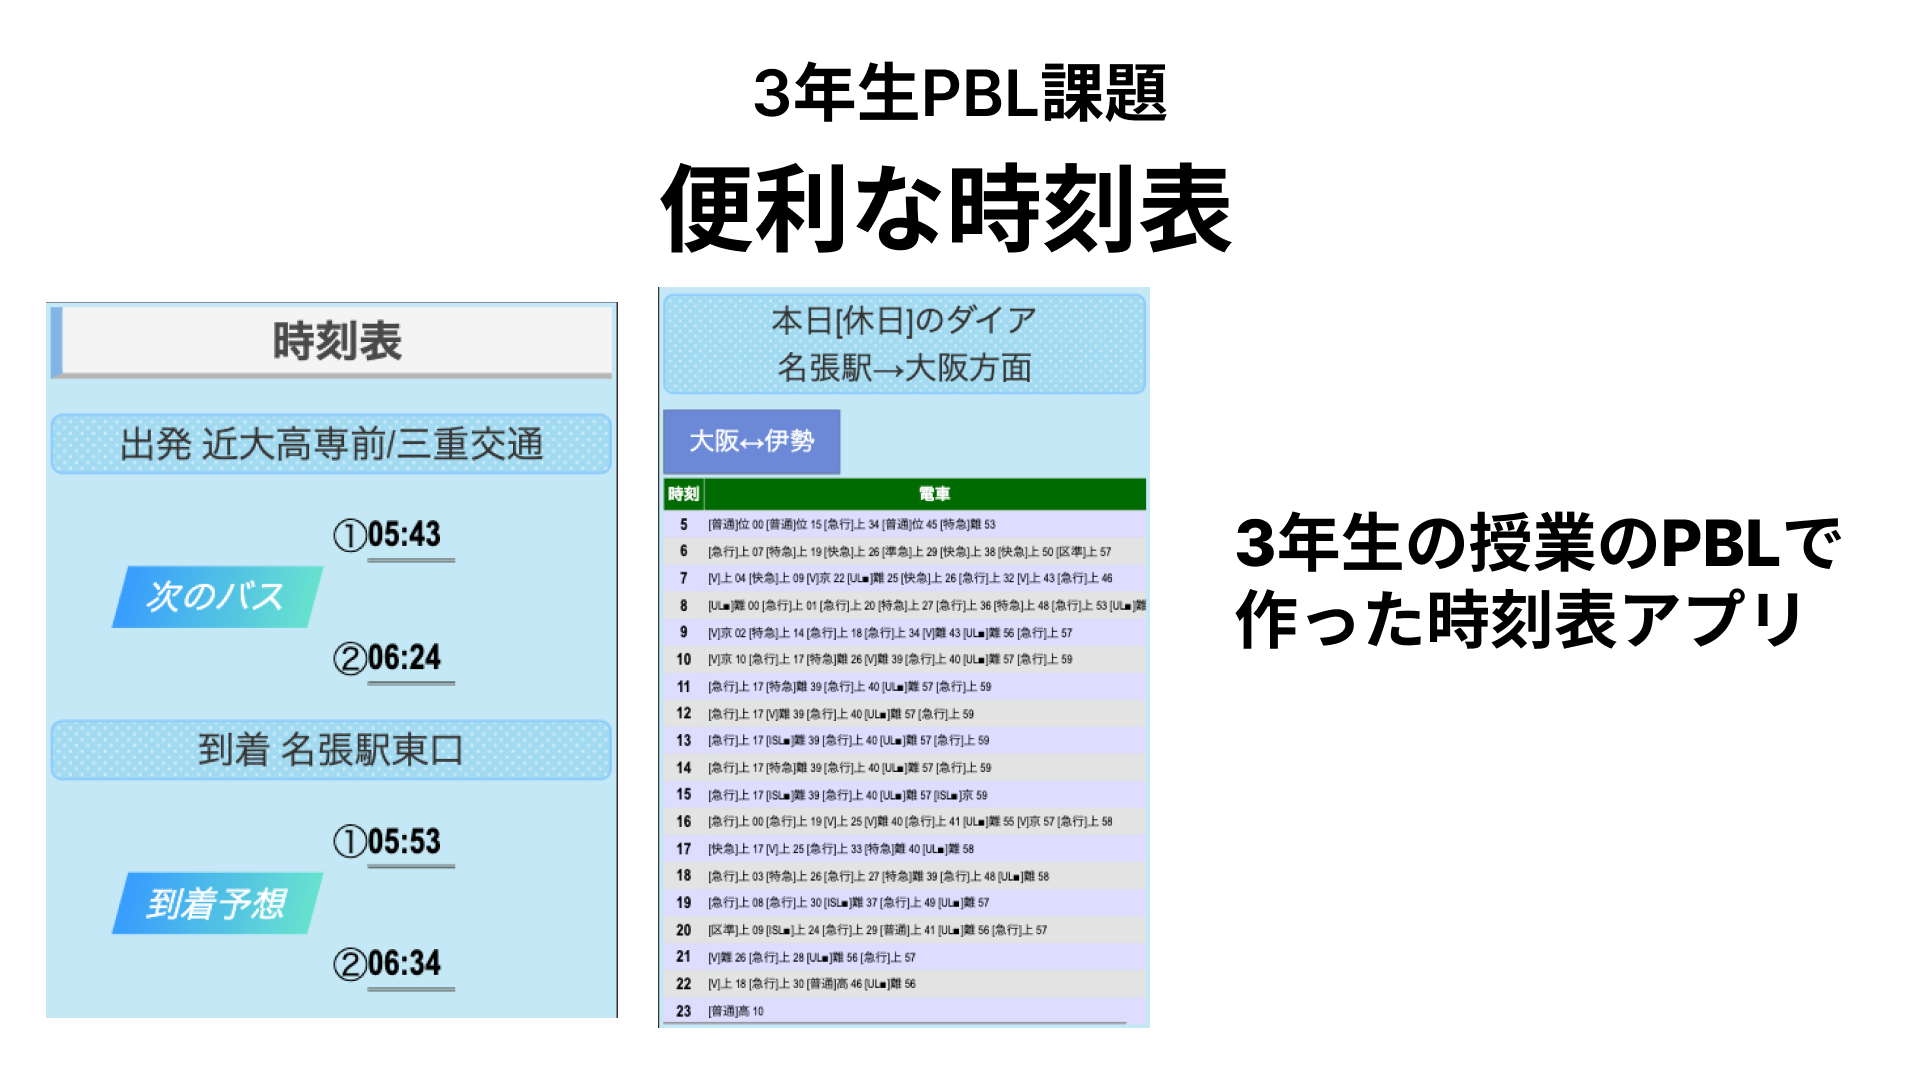 3年生PBL課題
便利な時刻表
時刻表
出発 近大高専前/三重交通
①05:43
次のバス
②06:24
到着 名張駅東口
①05:53
到着予想
②06:34
本日[休日]のダイア
名張駅→大阪方面
大阪↔伊勢
時刻 電車
5 [普通]位 00 [普通]位 15 [急行]上 34 [普通]位 45 [特急]難 53
6 [急行]上 07 [特急]上 19 [快急]上 26 [準急]上 29 [快急]上 38 [快急]上 50 [区準]上 57
7 [V]上 04 [快急]上 09 [V]京 22 [UL■]難 25 [快急]上 26 [急行]上 32 [V]上 43 [急行]上 46
8 [UL■]難 00 [急行]上 01 [急行]上 20 [特急]上 27 [急行]上 36 [特急]上 48 [急行]上 53 [UL■]難
9 [V]京 02 [特急]上 14 [急行]上 18 [急行]上 34 [V]難 43 [UL■]難 56 [急行]上 57
10 [V]京 10 [急行]上 17 [特急]難 26 [V]難 39 [急行]上 40 [UL■]難 57 [急行]上 59
11 [急行]上 17 [特急]難 39 [急行]上 40 [UL■]難 57 [急行]上 59
12 [急行]上 17 [V]難 39 [急行]上 40 [UL■]難 57 [急行]上 59
13 [急行]上 17 [ISL■]難 39 [急行]上 40 [UL■]難 57 [急行]上 59
14 [急行]上 17 [特急]難 39 [急行]上 40 [UL■]難 57 [急行]上 59
15 [急行]上 17 [ISL■]難 39 [急行]上 40 [UL■]難 57 [ISL■]京 59
16 [急行]上 00 [急行]上 19 [V]上 25 [V]難 40 [急行]上 41 [UL■]難 55 [V]京 57 [急行]上 58
17 [快急]上 17 [V]上 25 [急行]上 33 [特急]難 40 [UL■]難 58
18 [急行]上 03 [特急]上 26 [急行]上 27 [特急]難 39 [急行]上 48 [UL■]難 58
19 [急行]上 08 [急行]上 30 [ISL■]難 37 [急行]上 49 [UL■]難 57
20 [区準]上 09 [ISL■]上 24 [急行]上 29 [普通]上 41 [UL■]難 56 [急行]上 57
21 [V]難 26 [急行]上 28 [UL■]難 56 [急行]上 57
22 [V]上 18 [急行]上 30 [普通]高 46 [UL■]難 56
23 [普通]高 10
3年生の授業のPBLで
作った時刻表アプリ